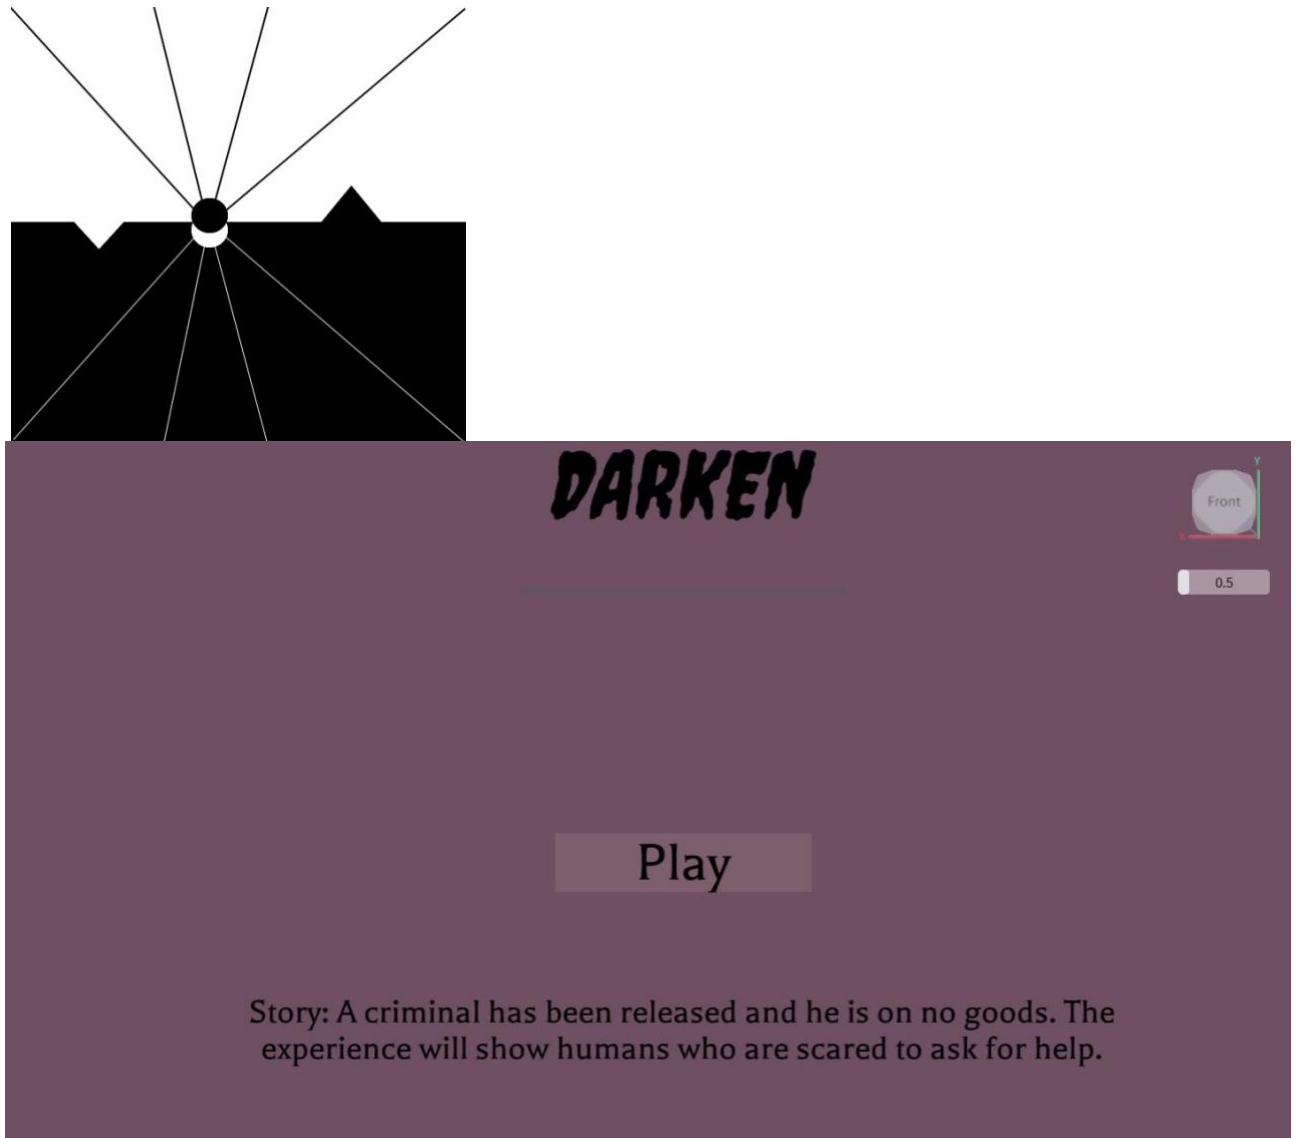 DARKEN
Y
Front
X
0.5
Play
Story: A criminal has been released and he is on no goods. The
experience will show humans who are scared to ask for help.